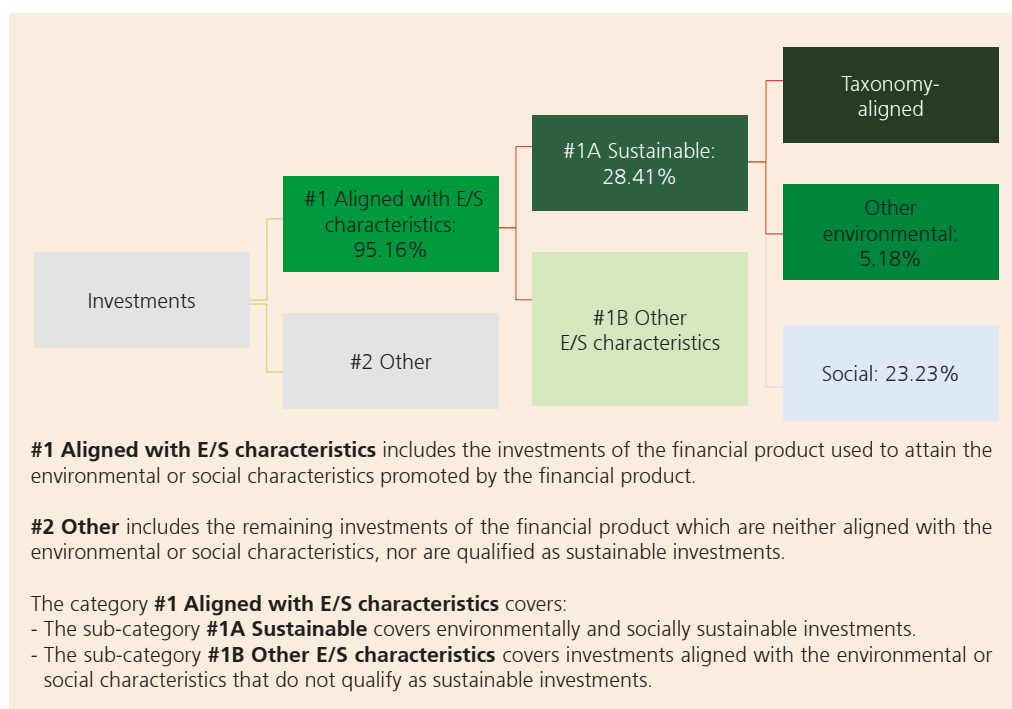 Taxonomy-
aligned
#1A Sustainable:
28.41%
#1 Aligned with E/S
characteristics:
95.16%
Other
environmental:
5.18%
Investments
#1B Other
E/S characteristics
#2 Other
Social: 23.23%
#1 Aligned with E/S characteristics includes the investments of the financial product used to attain the
environmental or social characteristics promoted by the financial product.
#2 Other includes the remaining investments of the financial product which are neither aligned with the
environmental or social characteristics, nor are qualified as sustainable investments.
The category #1 Aligned with E/S characteristics covers:
- The sub-category #1A Sustainable covers environmentally and socially sustainable investments.
- The sub-category #1B Other E/S characteristics covers investments aligned with the environmental or
social characteristics that do not qualify as sustainable investments.